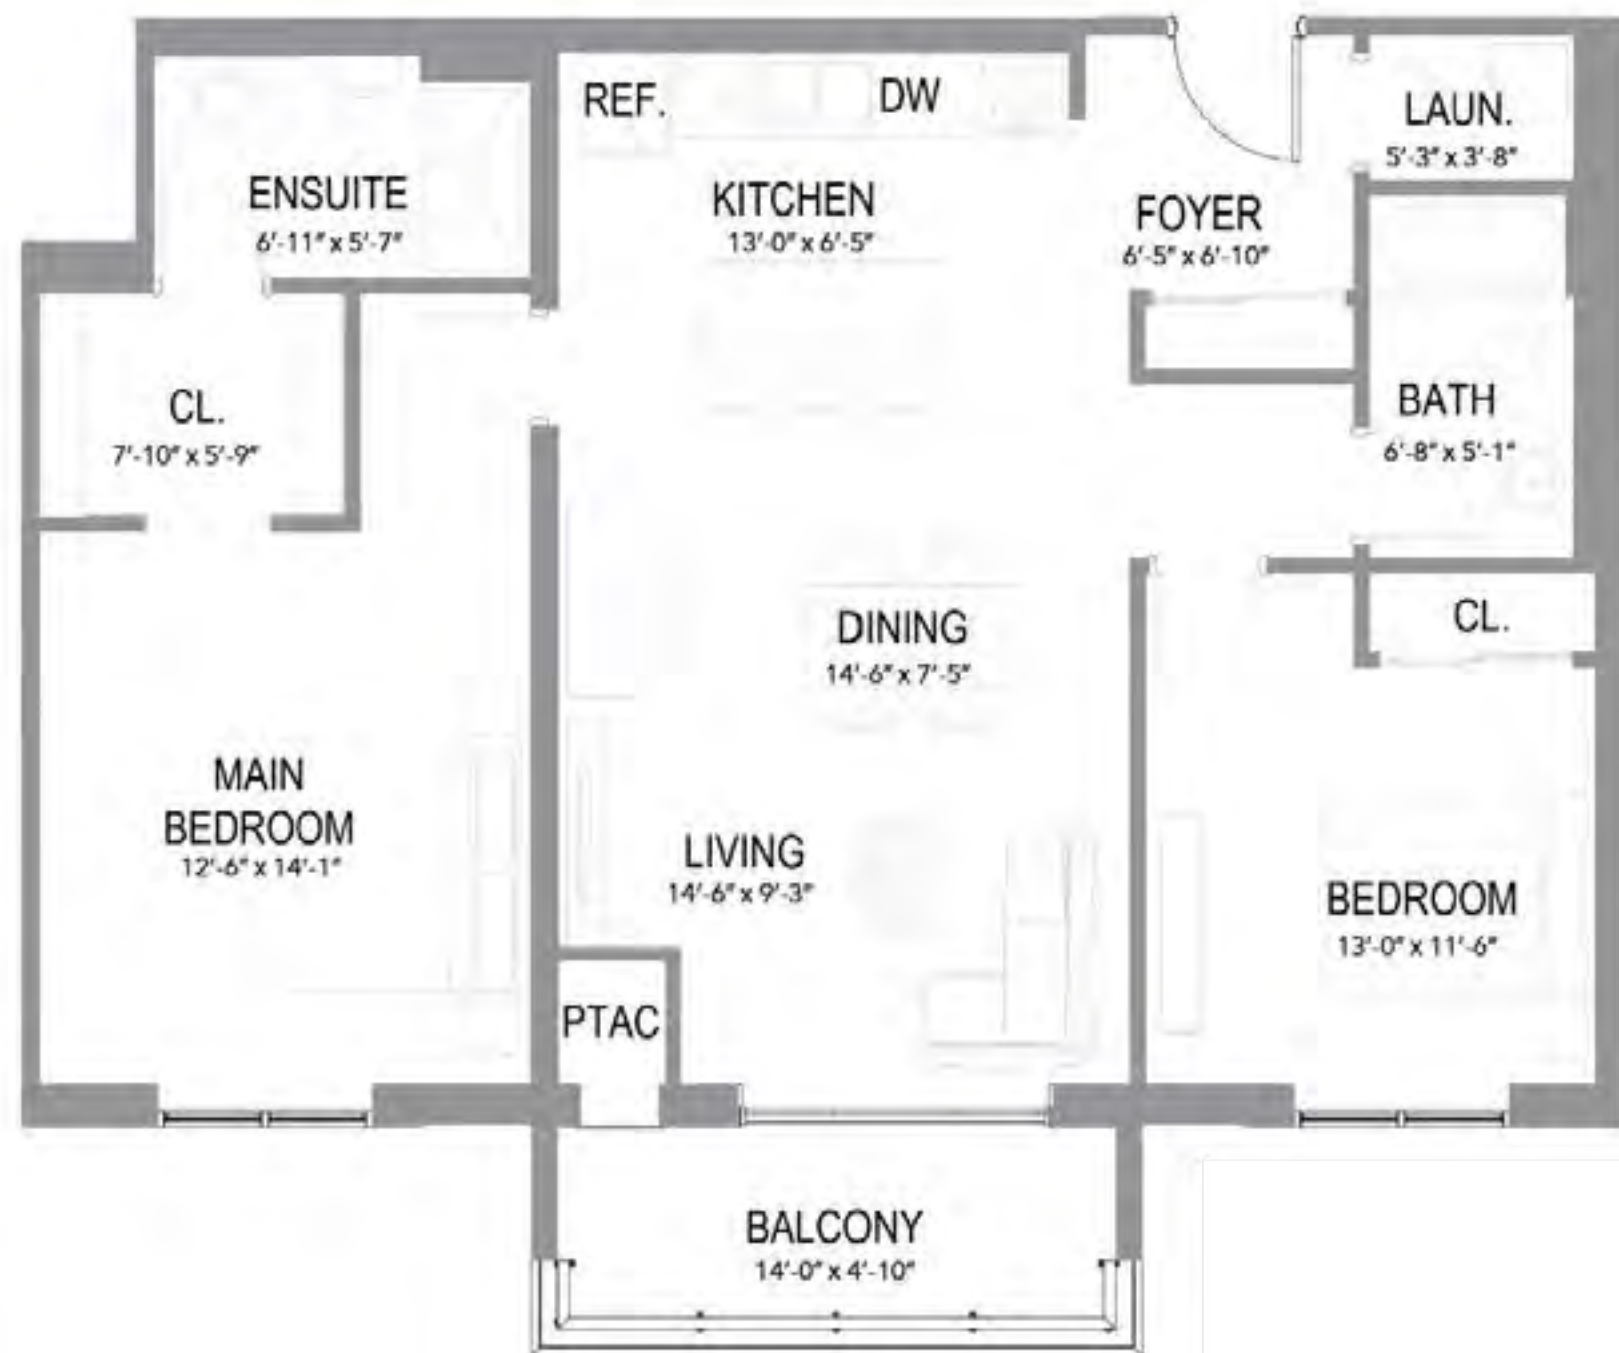 REF.
DW
LAUN.
5'-3" x 3'-8"
ENSUITE
6'-11" x 5'-7"
KITCHEN
13'-0" x 6'-5"
FOYER
6'-5" x 6'-10"
CL.
7'-10" x 5'-9"
BATH
6'-8" x 5'-1"
DINING
14'-6" x 7'-5"
CL.
MAIN
BEDROOM
12'-6" x 14'-1"
LIVING
14'-6" x 9'-3"
BEDROOM
13'-0" x 11'-6"
PTAC
BALCONY
14'-0" x 4'-10"